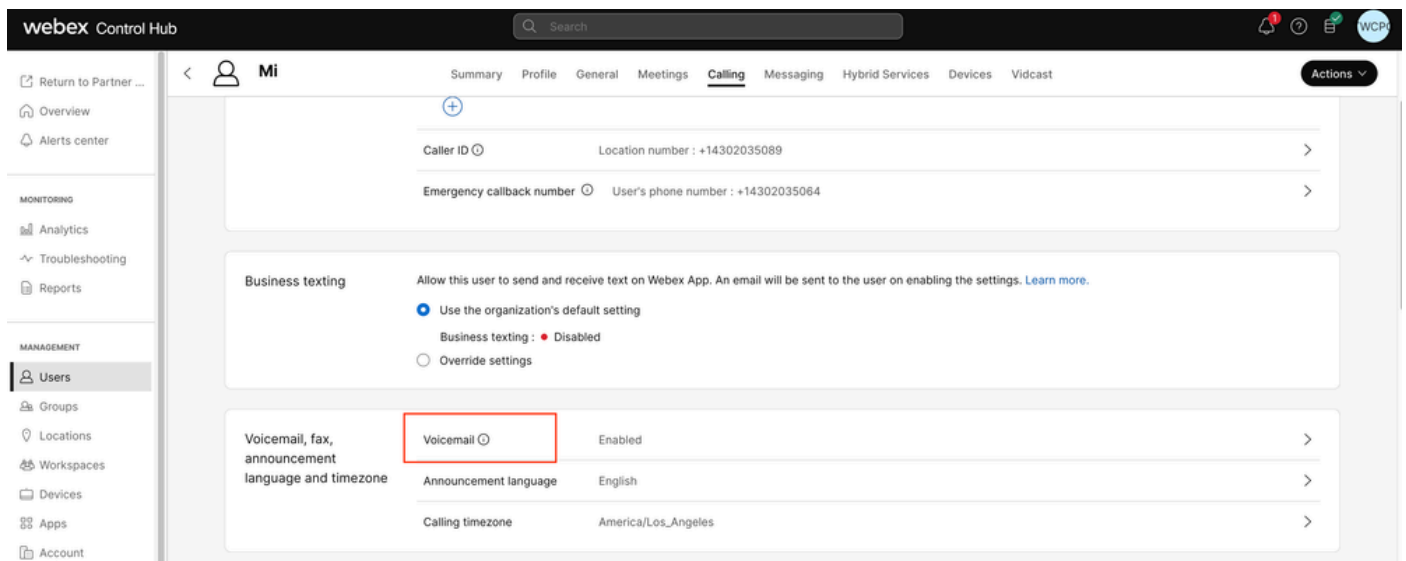 webex Control Hub
Search
1
WCP
Return to Partner ...
Overview
Alerts center
MONITORING
Analytics
Troubleshooting
Reports
MANAGEMENT
Users
Groups
Locations
Workspaces
Devices
Apps
Account
Mi
Summary Profile General Meetings Calling Messaging Hybrid Services Devices Vidcast
Actions
Caller ID Location number : +14302035089
Emergency callback number User's phone number : +14302035064
Business texting
Allow this user to send and receive text on Webex App. An email will be sent to the user on enabling the settings. Learn more.
Use the organization's default setting
Business texting : Disabled
Override settings
Voicemail, fax,
announcement
language and timezone
Voicemail Enabled
Announcement language English
Calling timezone America/Los_Angeles